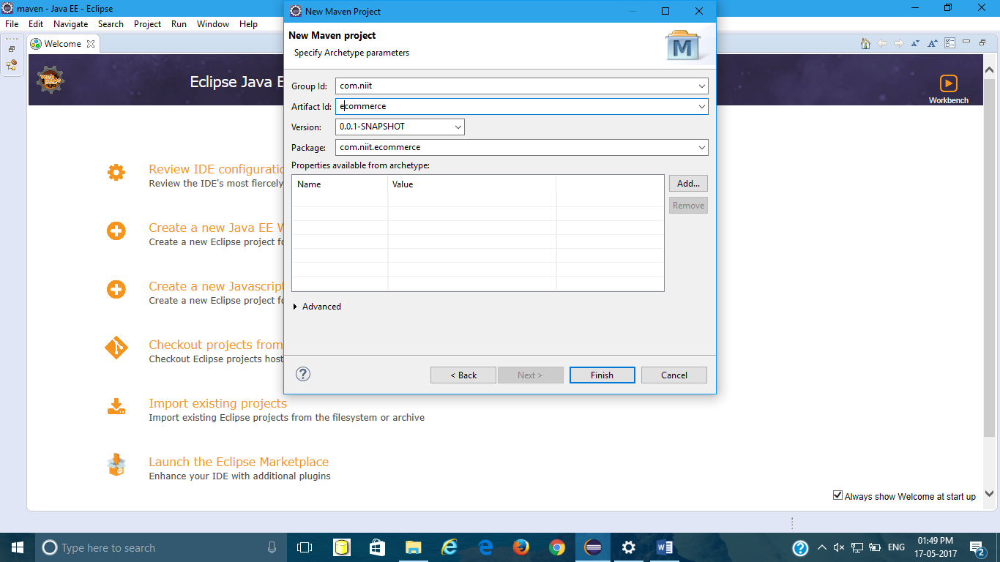 maven - Java EE - Eclipse
File Edit Navigate Search Project Run Window Help
Welcome
Eclipse Java E
Workbench
Review IDE configuratio
Review the IDE's most fiercely
Create a new Java EE W
Create a new Eclipse project fo
Create a new Javascript
Create a new Eclipse project fo
Checkout projects from
Checkout Eclipse projects host
Import existing projects
Import existing Eclipse projects from the filesystem or archive
Launch the Eclipse Marketplace
Enhance your IDE with additional plugins
Always show Welcome at start up
New Maven Project
New Maven project
Specify Archetype parameters
M
Group Id: com.niit
Artifact Id: ecommerce
Version: 0.0.1-SNAPSHOT
Package: com.niit.ecommerce
Properties available from archetype:
Name Value
Add...
Remove
Advanced
? < Back Next > Finish Cancel
Type here to search
ENG
01:49 PM
17-05-2017
2